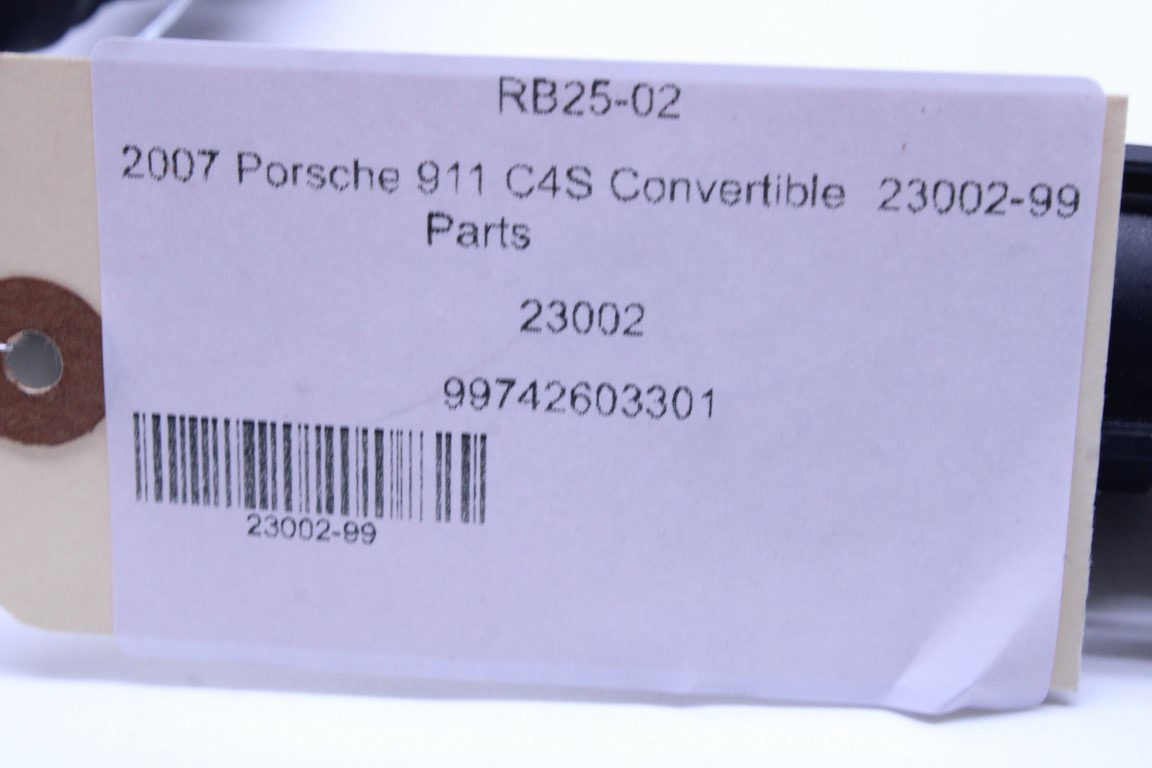 RB25-02
2007 Porsche 911 C4S Convertible 23002-99
Parts
23002
99742603301
23002-99